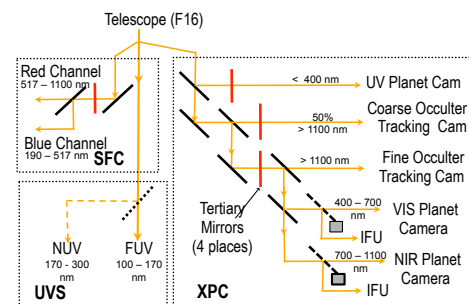 Telescope (F16)
Red Channel
517 – 1100 nm
Blue Channel
190 – 517 nm
SFC
NUV
170 - 300
nm
FUV
100 – 170
nm
UVS
< 400 nm
UV Planet Cam
50%
> 1100 nm
Coarse Occulter
Tracking Cam
> 1100 nm
Fine Occulter
Tracking Cam
Tertiary
Mirrors
(4 places)
400 – 700
nm
VIS Planet
Camera
IFU
700 – 1100
nm
NIR Planet
Camera
IFU
XPC